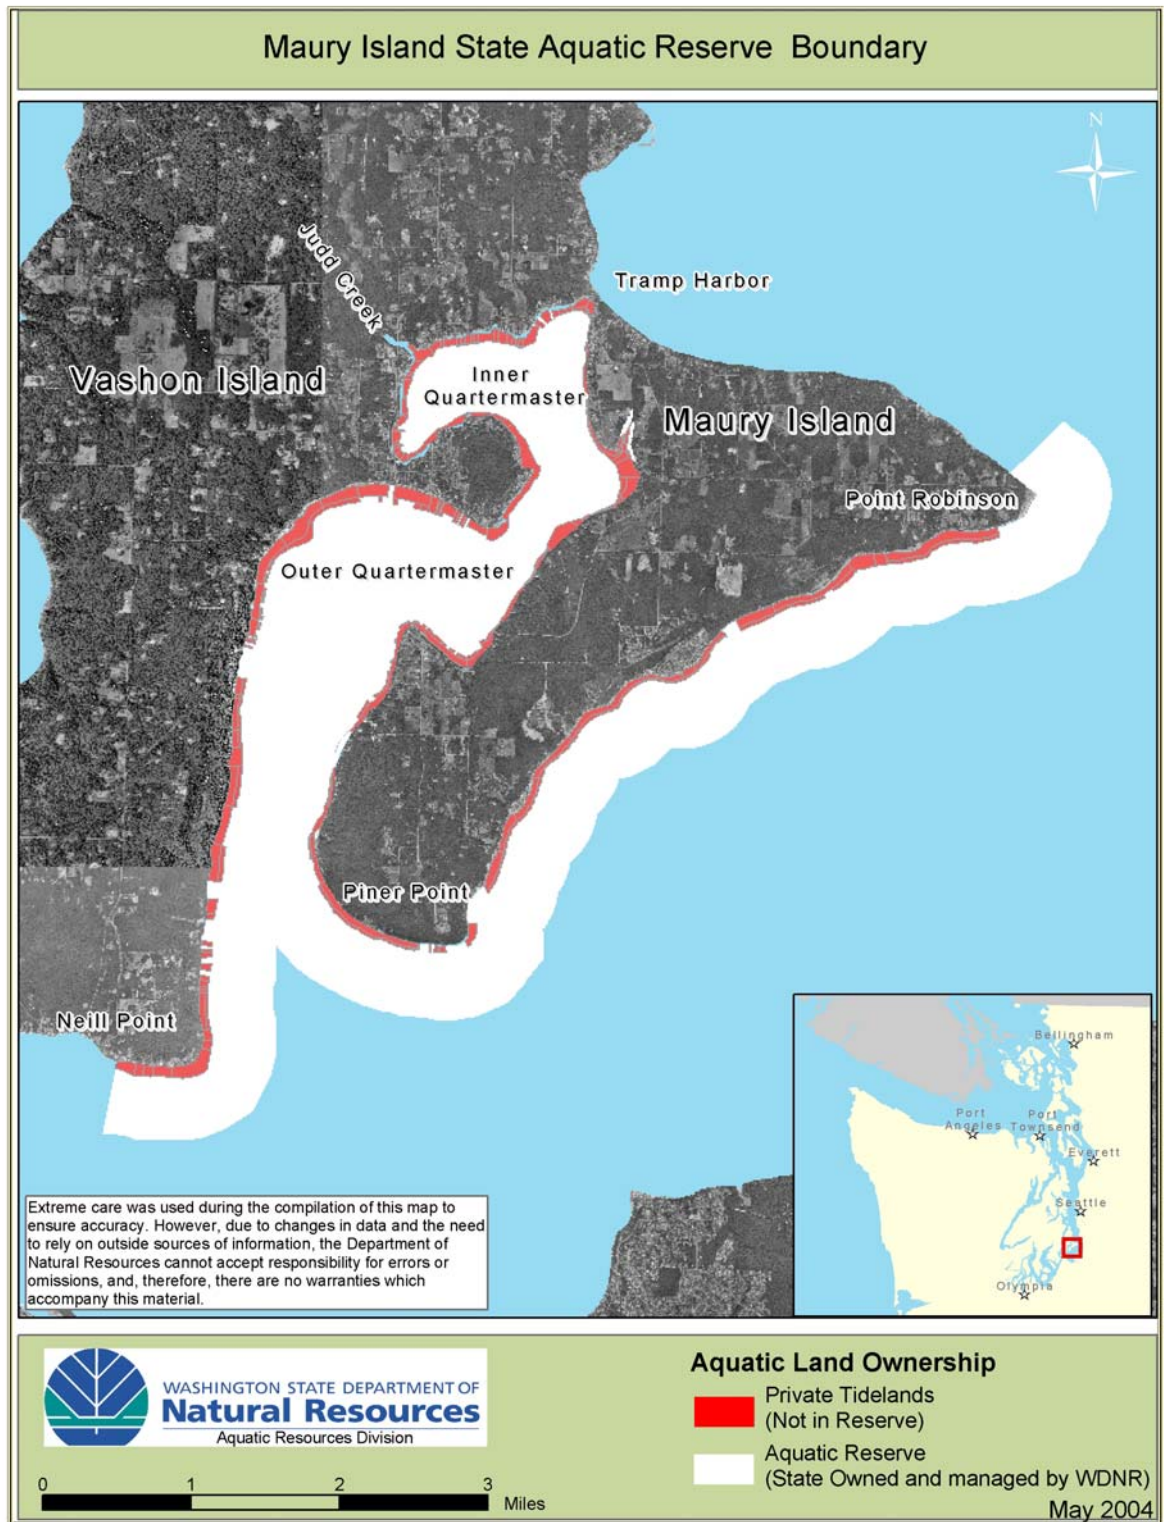 Maury Island State Aquatic Reserve Boundary
N
Judd Creek
Tramp Harbor
Vashon Island
Inner
Quartermaster
Maury Island
Point Robinson
Outer Quartermaster
Piner Point
Neill Point
Bellingham
Port
Angeles
Port
Townsend
Everett
Seattle
Olympia
Extreme care was used during the compilation of this map to
ensure accuracy. However, due to changes in data and the need
to rely on outside sources of information, the Department of
Natural Resources cannot accept responsibility for errors or
omissions, and, therefore, there are no warranties which
accompany this material.
WASHINGTON STATE DEPARTMENT OF
Natural Resources
Aquatic Resources Division
0 1 2 3
Miles
Aquatic Land Ownership
Private Tidelands
(Not in Reserve)
Aquatic Reserve
(State Owned and managed by WDNR)
May 2004